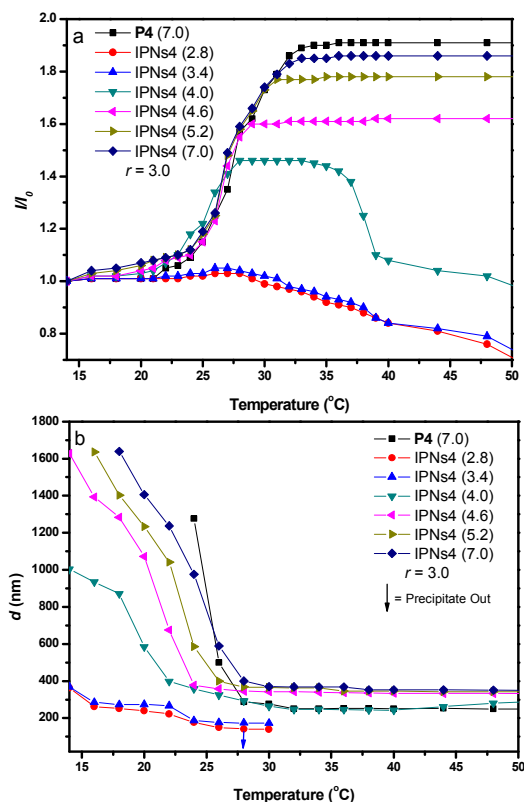 a
P4 (7.0)
IPNs4 (2.8)
IPNs4 (3.4)
IPNs4 (4.0)
IPNs4 (4.6)
IPNs4 (5.2)
IPNs4 (7.0)
r = 3.0
2.0
1.8
1.6
1.4
1.2
1.0
0.8
I/I0
15 20 25 30 35 40 45 50
Temperature (°C)
b
P4 (7.0)
IPNs4 (2.8)
IPNs4 (3.4)
IPNs4 (4.0)
IPNs4 (4.6)
IPNs4 (5.2)
IPNs4 (7.0)
r = 3.0
= Precipitate Out
1800
1600
1400
1200
1000
800
600
400
200
d (nm)
15 20 25 30 35 40 45 50
Temperature (°C)